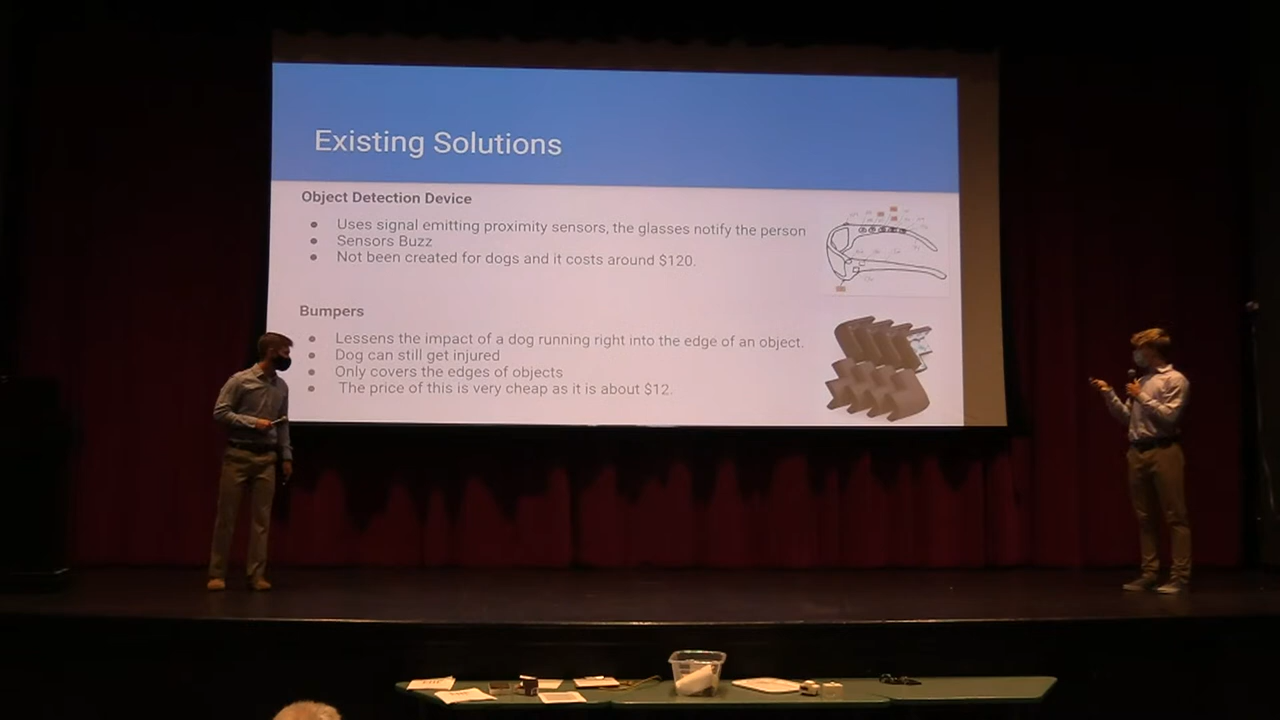 Existing Solutions
Object Detection Device
● Uses signal emitting proximity sensors, the glasses notify the person
● Sensors Buzz
● Not been created for dogs and it costs around $120.
Bumpers
● Lessens the impact of a dog running right into the edge of an object.
● Dog can still get injured
● Only covers the edges of objects
● The price of this is very cheap as it is about $12.